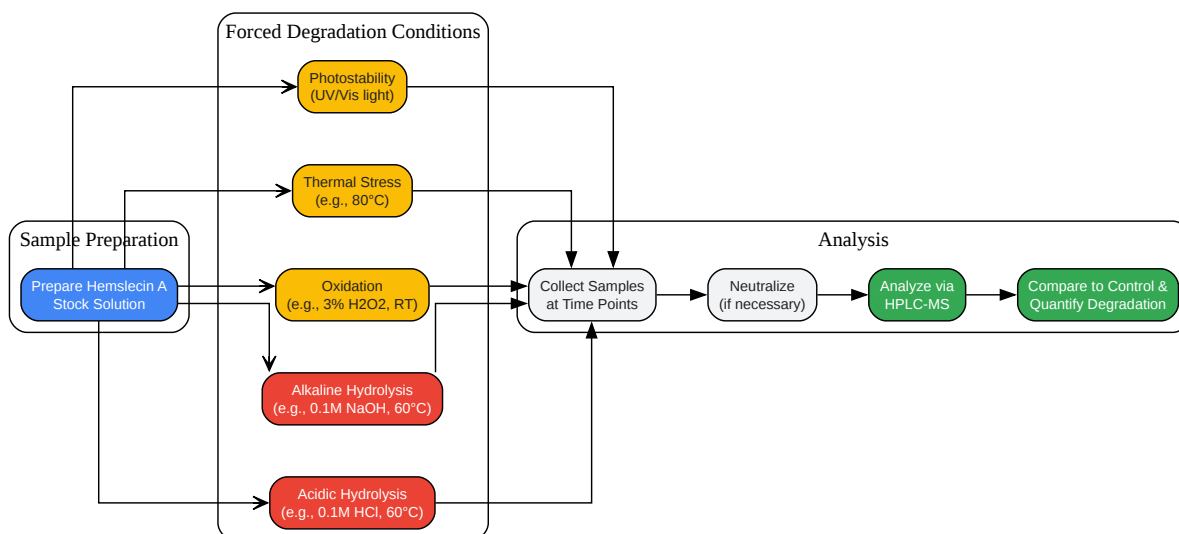 Forced Degradation Conditions
Photostability
(UV/Vis light)
Thermal Stress
(e.g., 80°C)
Sample Preparation
Prepare Hemslecin A
Stock Solution
Oxidation
(e.g., 3% H2O2, RT)
Alkaline Hydrolysis
(e.g., 0.1M NaOH, 60°C)
Acidic Hydrolysis
(e.g., 0.1M HCl, 60°C)
Analysis
Collect Samples
at Time Points
Neutralize
(if necessary)
Analyze via
HPLC-MS
Compare to Control &
Quantify Degradation